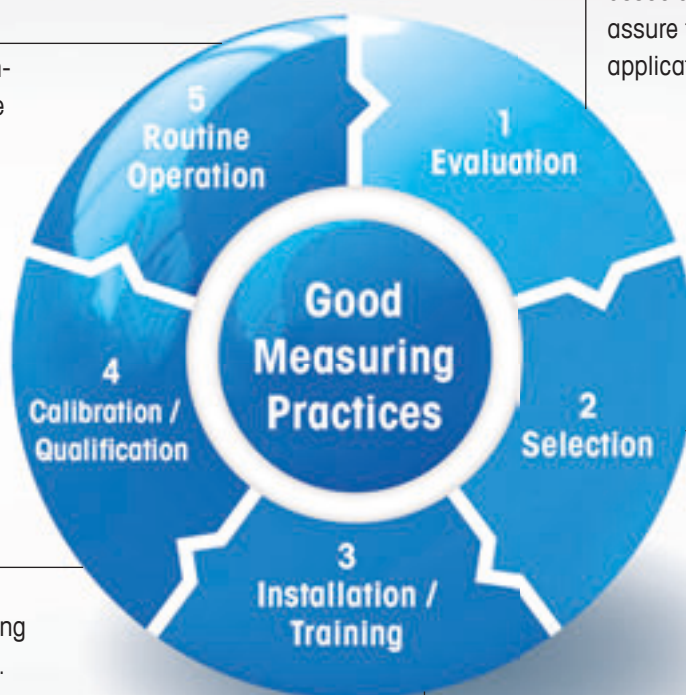 assure
applicat
5
Routine
Operation
1
Evaluation
Good
Measuring
Practices
4
Calibration /
Qualification
2
Selection
3
Installation /
Training